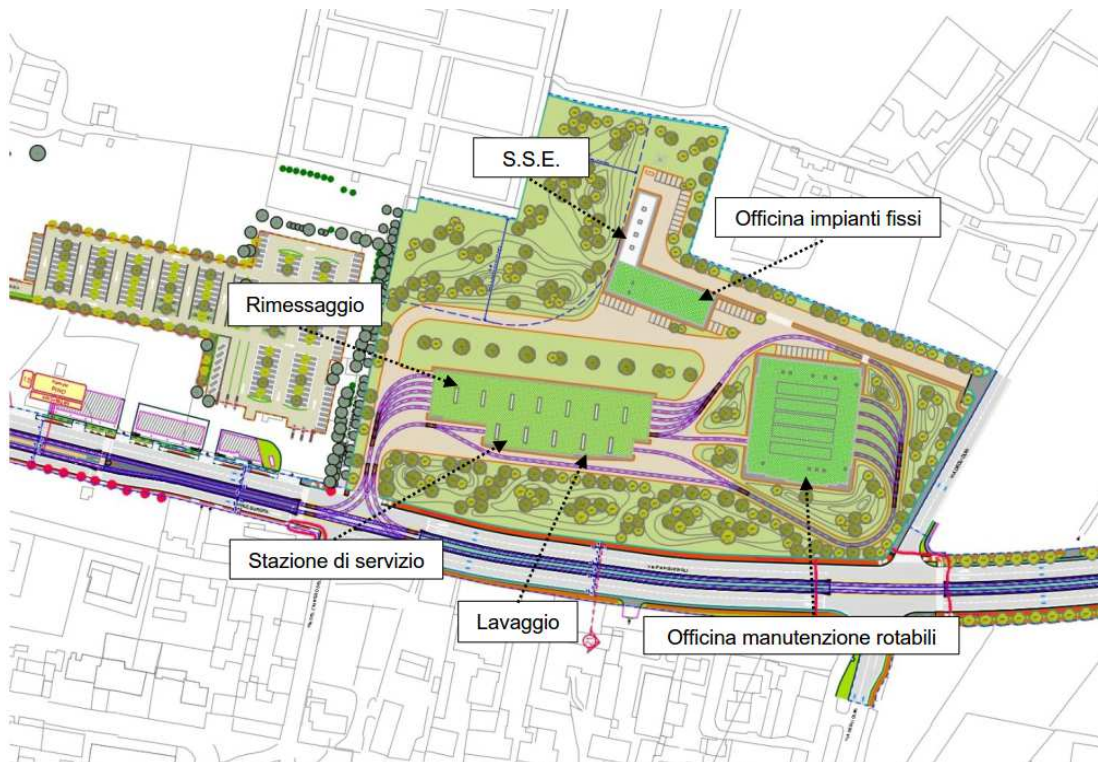 S.S.E.
Officina impianti fissi
Rimessaggio
Stazione di servizio
Lavaggio
Officina manutenzione rotabili